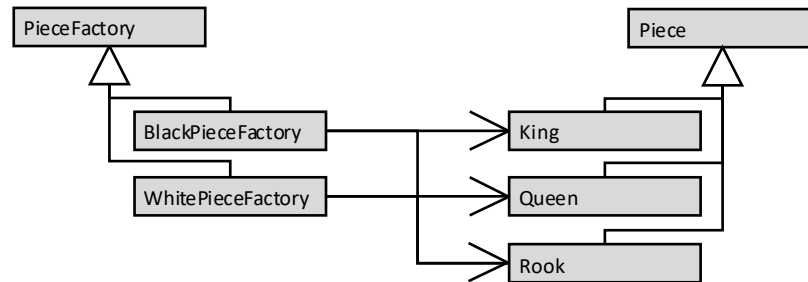 PieceFactory
Piece
BlackPieceFactory
King
WhitePieceFactory
Queen
Rook